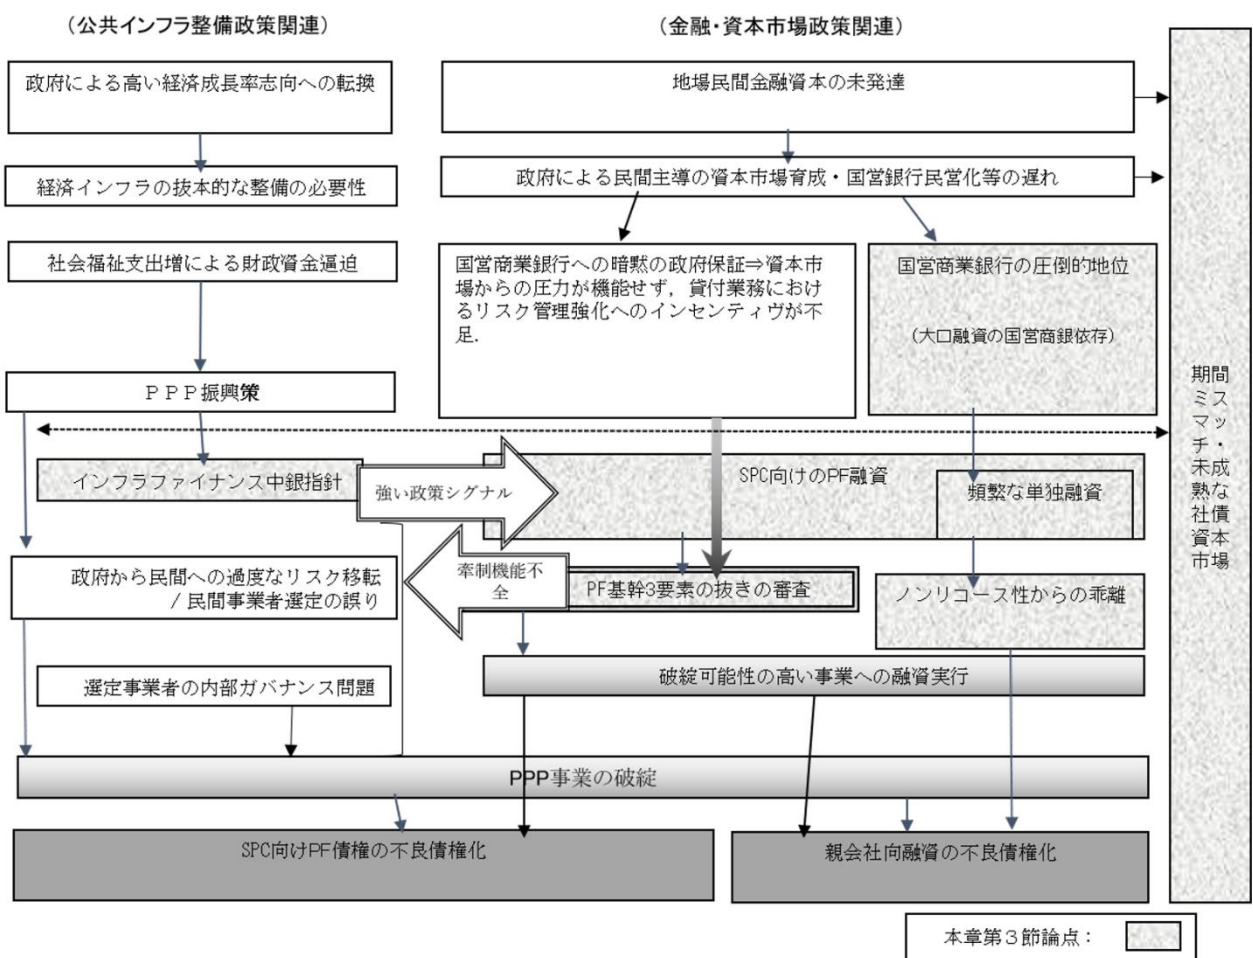 （公共インフラ整備政策関連）
（金融・資本市場政策関連）
政府による高い経済成長率志向への転換
地場民間金融資本の未発達
経済インフラの抜本的な整備の必要性
政府による民間主導の資本市場育成・国営銀行民営化等の遅れ
社会福祉支出増による財政資金逼迫
国営商業銀行への暗黙の政府保証⇒資本市
場からの圧力が機能せず，貸付業務におけ
るリスク管理強化へのインセンティヴが不
足．
国営商業銀行の圧倒的地位
（大口融資の国営商銀依存）
ＰＰＰ振興策
インフラファイナンス中銀指針
強い政策シグナル
SPC向けのPF融資
頻繁な単独融資
政府から民間への過度なリスク移転
/ 民間事業者選定の誤り
牽制機能不
全
PF基幹3要素の抜きの審査
ノンリコース性からの乖離
選定事業者の内部ガバナンス問題
破綻可能性の高い事業への融資実行
PPP事業の破綻
SPC向けPF債権の不良債権化
親会社向融資の不良債権化
期間
ミス
マッ
チ・
未成
熟な
社債
資本
市場
本章第３節論点：